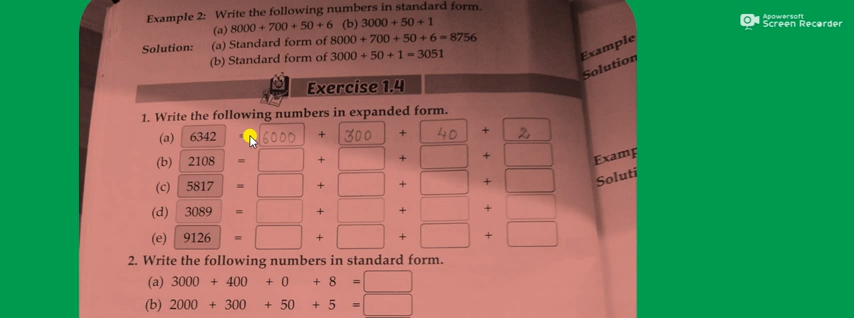 Apowersoft
Screen Recorder
Example 2: Write the following numbers in standard form.
(a) 8000 + 700 + 50 + 6 (b) 3000 + 50 + 1
Solution: (a) Standard form of 8000 + 700 + 50 + 6 = 8756
(b) Standard form of 3000 + 50 + 1 = 3051
Example
Solution
Exercise 1.4
1. Write the following numbers in expanded form.
(a) 6342 = 6000 + 300 + 40 + 2
(b) 2108 = + + +
(c) 5817 = + + +
(d) 3089 = + + +
(e) 9126 = + + +
Examp
Soluti
2. Write the following numbers in standard form.
(a) 3000 + 400 + 0 + 8 =
(b) 2000 + 300 + 50 + 5 =